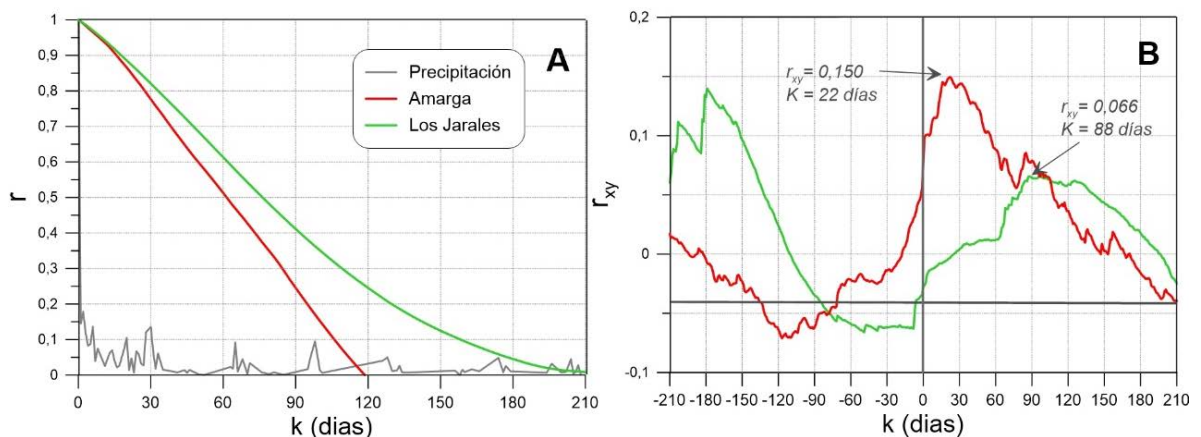 A
Precipitación
Amarga
Los Jarales
1
0,9
0,8
0,7
0,6
0,5
0,4
0,3
0,2
0,1
0
r
0 30 60 90 120 150 180 210
k (dias)
B
r_xy = 0,150
K = 22 días
r_xy = 0,066
K = 88 días
0,2
0,1
0
-0,1
r_xy
-210 -180 -150 -120 -90 -60 -30 0 30 60 90 120 150 180 210
k (dias)